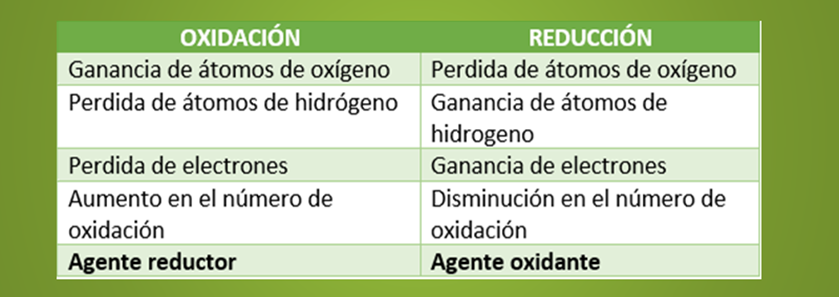 OXIDACIÓN REDUCCIÓN
Ganancia de átomos de oxígeno Perdida de átomos de oxígeno
Perdida de átomos de hidrógeno Ganancia de átomos de
hidrogeno
Perdida de electrones Ganancia de electrones
Aumento en el número de Disminución en el número de
oxidación oxidación
Agente reductor Agente oxidante